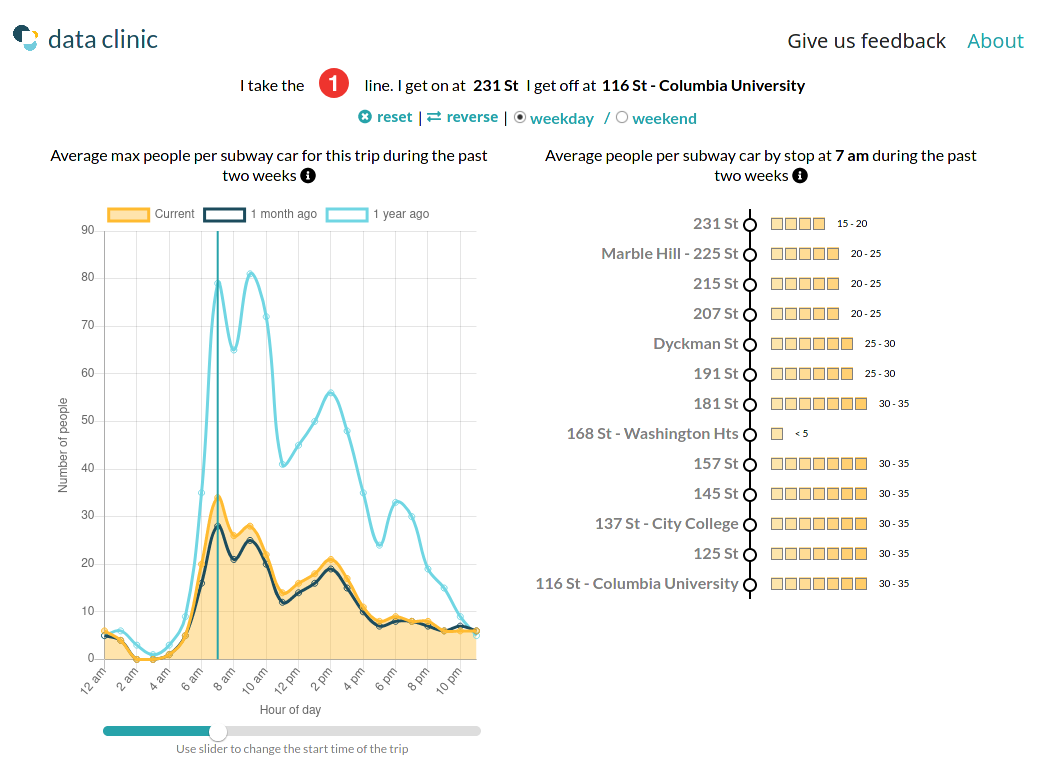 data clinic
Give us feedback About
I take the 1 line. I get on at 231 St I get off at 116 St - Columbia University
reset | reverse | weekday / weekend
Average max people per subway car for this trip during the past
two weeks i
Current 1 month ago 1 year ago
90
80
70
60
50
40
30
20
10
0
Number of people
12 am 2 am 4 am 6 am 8 am 10 am 12 pm 2 pm 4 pm 6 pm 8 pm 10 pm
Hour of day
Use slider to change the start time of the trip
Average people per subway car by stop at 7 am during the past
two weeks i
231 St 15 - 20
Marble Hill - 225 St 20 - 25
215 St 20 - 25
207 St 20 - 25
Dyckman St 25 - 30
191 St 25 - 30
181 St 30 - 35
168 St - Washington Hts < 5
157 St 30 - 35
145 St 30 - 35
137 St - City College 30 - 35
125 St 30 - 35
116 St - Columbia University 30 - 35